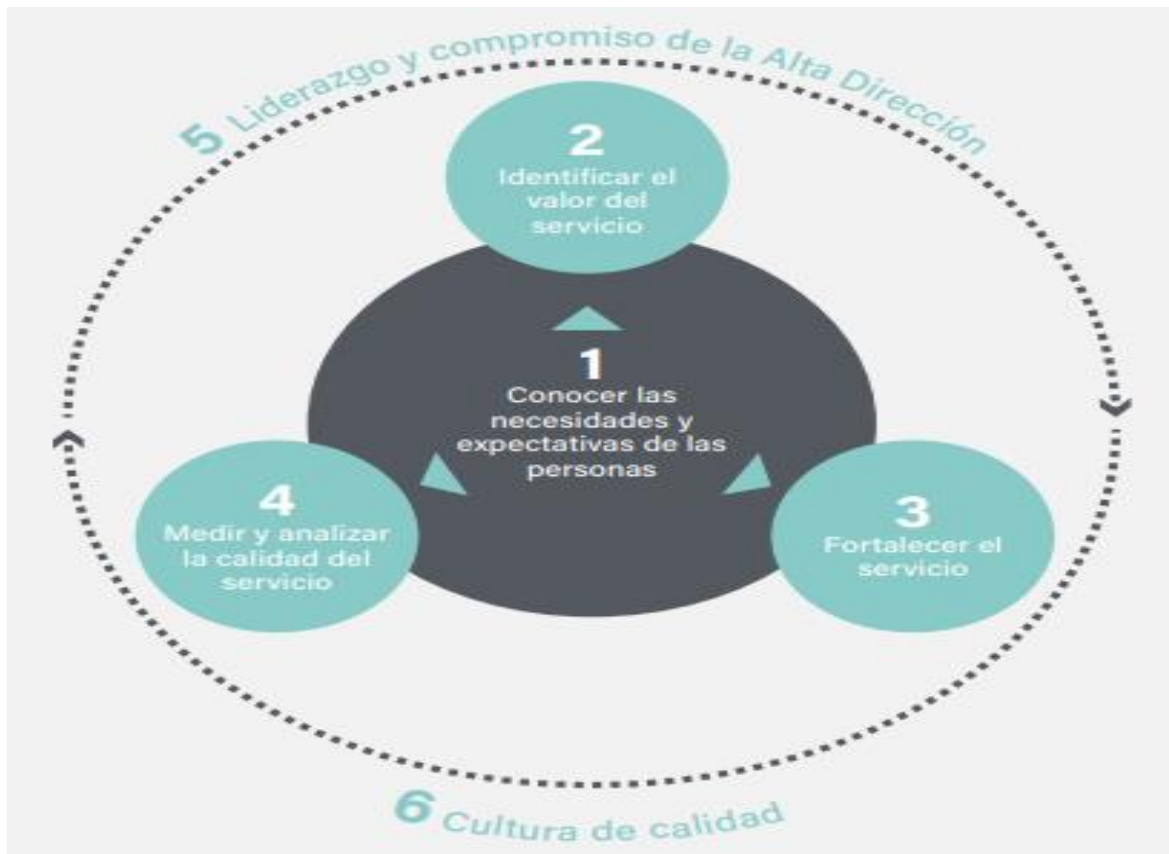 5 Liderazgo y compromiso de la Alta Dirección
2
Identificar el
valor del
servicio
1
Conocer las
necesidades y
expectativas de las
personas
4
Medir y analizar
la calidad del
servicio
3
Fortalecer el
servicio
6 Cultura de calidad